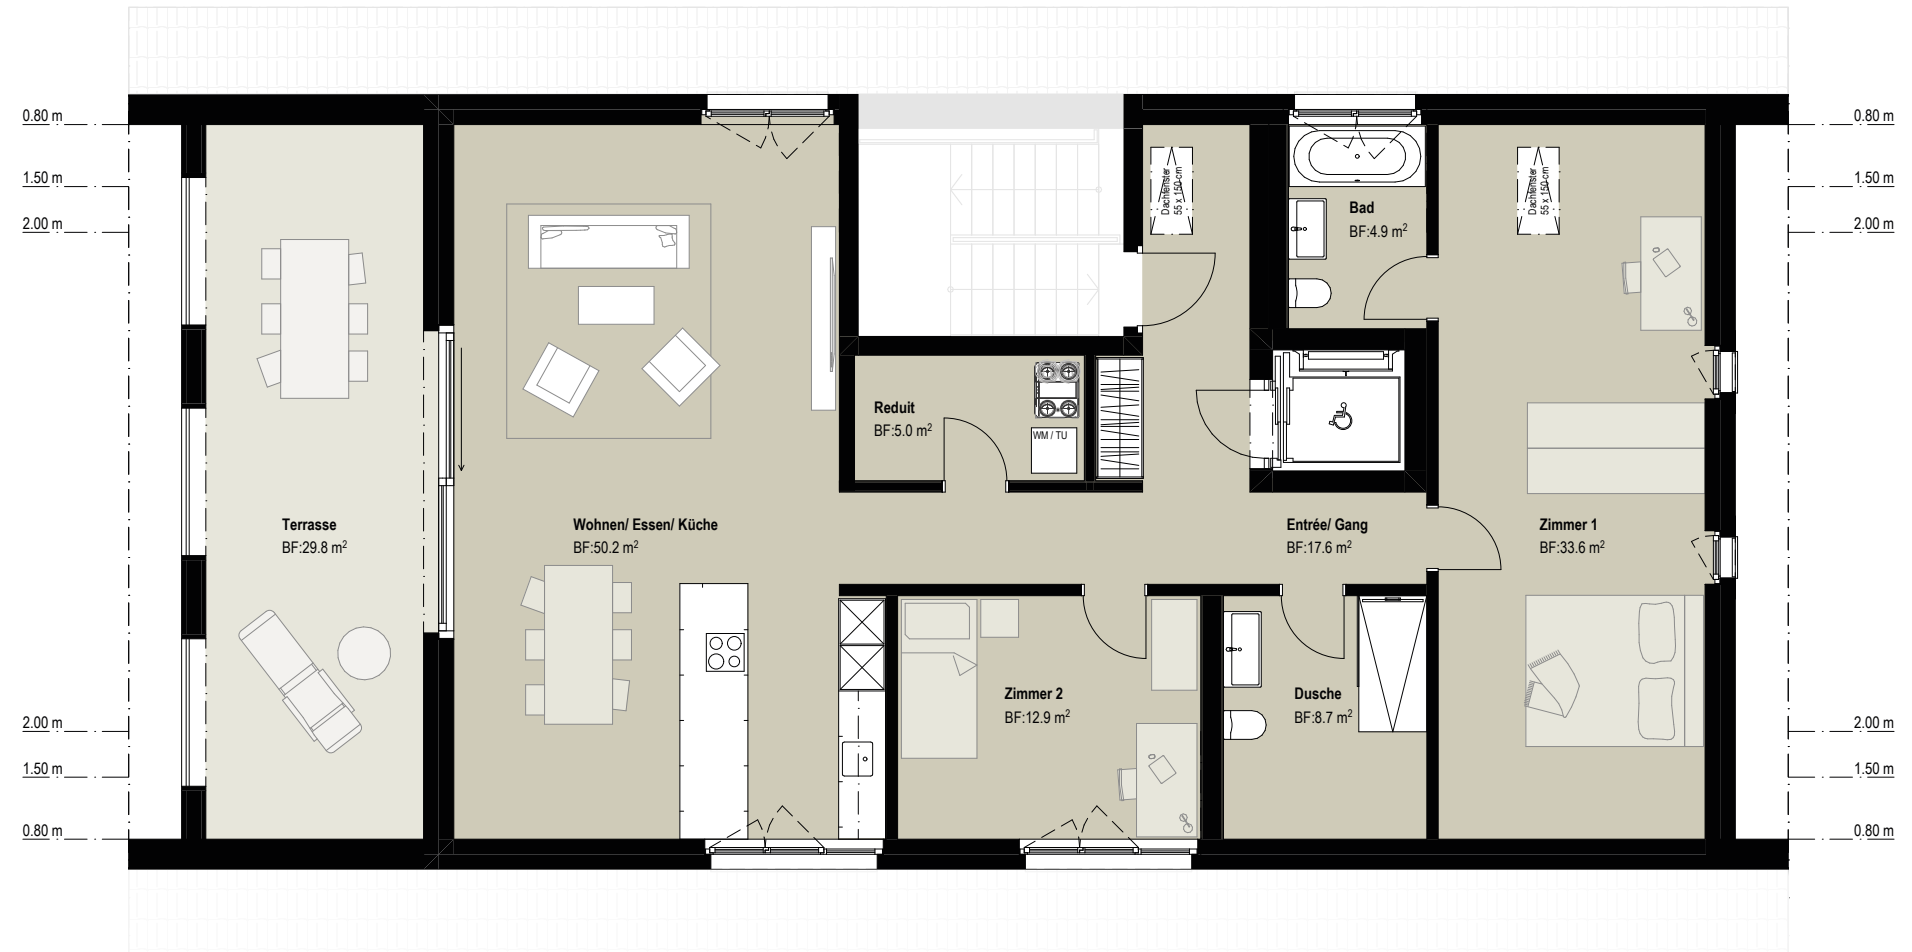 0.80 m
1.50 m
2.00 m
2.00 m
1.50 m
0.80 m
Terrasse
BF:29.8 m²
Wohnen/ Essen/ Küche
BF:50.2 m²
Reduit
BF:5.0 m²
WM / TU
Dachfenster
55 x 150 cm
Bad
BF:4.9 m²
Dachfenster
55 x 150 cm
Entrée/ Gang
BF:17.6 m²
Zimmer 1
BF:33.6 m²
Zimmer 2
BF:12.9 m²
Dusche
BF:8.7 m²
0.80 m
1.50 m
2.00 m
2.00 m
1.50 m
0.80 m